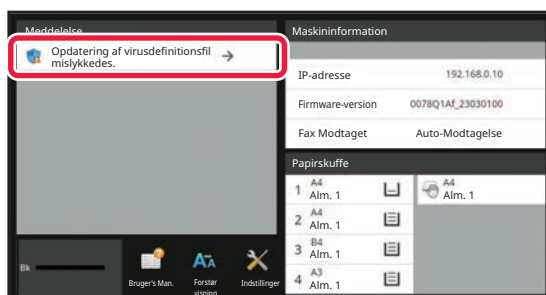 Meddelelse
Opdatering af virusdefinitionsfil
mislykkedes.
Maskininformation
IP-adresse 192.168.0.10
Firmware-version 0078Q1Af_23030100
Fax Modtaget Auto-Modtagelse
Papirskuffe
1 A4
Alm. 1
A4
Alm. 1
2 A4
Alm. 1
3 B4
Alm. 1
4 A3
Alm. 1
Bk
Bruger's Man.
Forstør
visning
Indstillinger